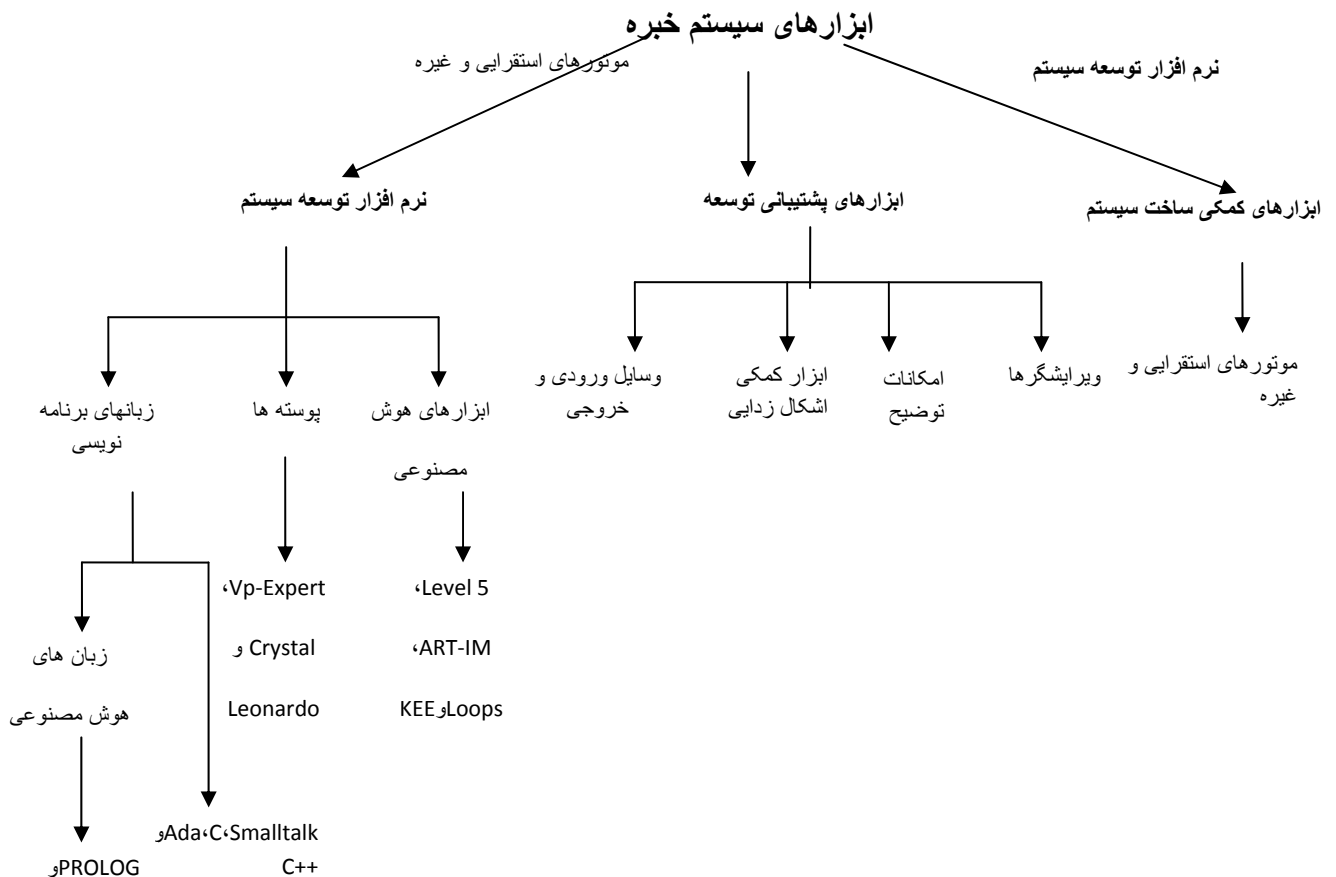 ابزارهای سیستم خبره
موتورهای استقرایی و غیره
نرم افزار توسعه سیستم
ابزارهای کمکی ساخت سیستم
ابزارهای پشتیبانی توسعه
نرم افزار توسعه سیستم
موتورهای استقرایی و
غیره
ویرایشگرها
امکانات
توضیح
ابزار کمکی
اشکال زدایی
وسایل ورودی و
خروجی
ابزارهای هوش
مصنوعی
پوسته ها
زبانهای برنامه
نویسی
Level 5،
ART-IM،
Loopsو KEE
Vp-Expert،
Crystal و
Leonardo
زبان های
هوش مصنوعی
Ada،C،Smalltalkو
C++
PROLOGو